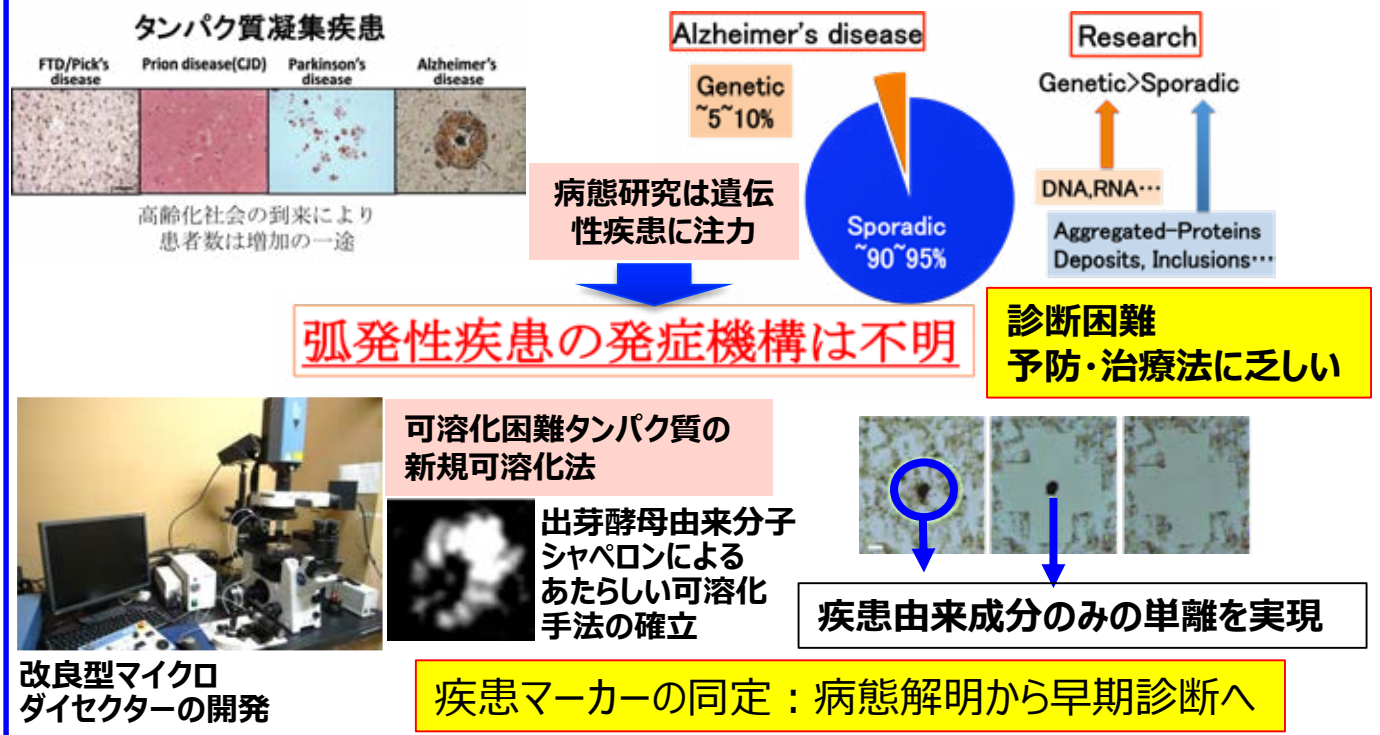 タンパク質凝集疾患
FTD/Pick's
disease
Prion disease(CJD)
Parkinson's
disease
Alzheimer's
disease
高齢化社会の到来により
患者数は増加の一途
Alzheimer's disease
Genetic
~5~10%
Sporadic
~90~95%
Research
Genetic>Sporadic
DNA,RNA…
Aggregated-Proteins
Deposits, Inclusions…
病態研究は遺伝
性疾患に注力
弧発性疾患の発症機構は不明
診断困難
予防・治療法に乏しい
改良型マイクロ
ダイセクターの開発
可溶化困難タンパク質の
新規可溶化法
出芽酵母由来分子
シャペロンによる
あたらしい可溶化
手法の確立
疾患由来成分のみの単離を実現
疾患マーカーの同定：病態解明から早期診断へ